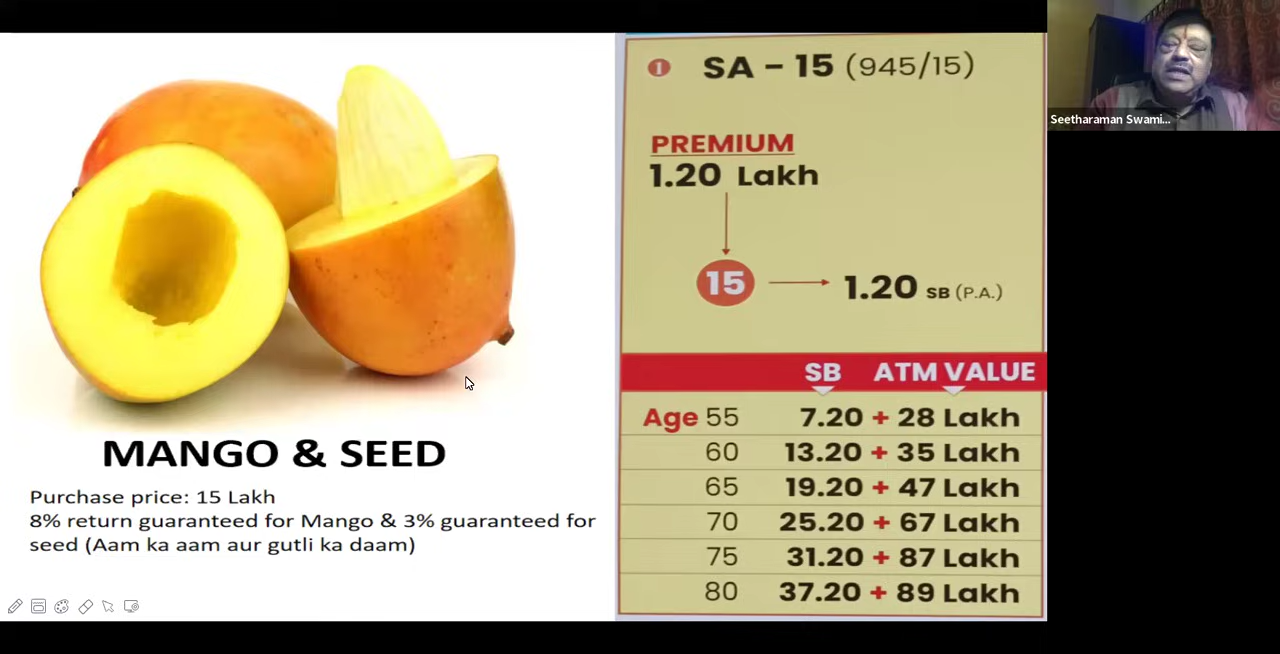 MANGO & SEED
Purchase price: 15 Lakh
8% return guaranteed for Mango & 3% guaranteed for
seed (Aam ka aam aur gutli ka daam)
1 SA - 15 (945/15)
PREMIUM
1.20 Lakh
15 1.20 SB (P.A.)
SB ATM VALUE
Age 55 7.20 + 28 Lakh
60 13.20 + 35 Lakh
65 19.20 + 47 Lakh
70 25.20 + 67 Lakh
75 31.20 + 87 Lakh
80 37.20 + 89 Lakh
Seetharaman Swami...